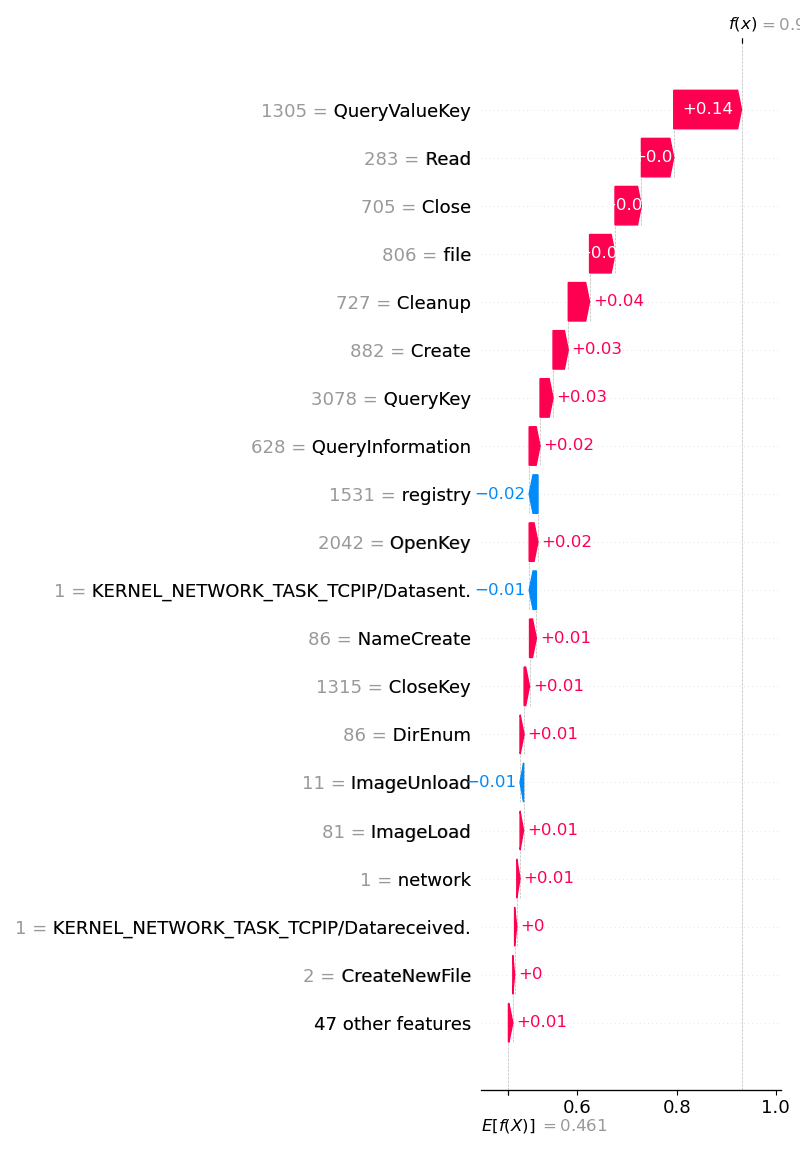 f(x) = 0.9
1305 = QueryValueKey +0.14
283 = Read
705 = Close
806 = file
727 = Cleanup +0.04
882 = Create +0.03
3078 = QueryKey +0.03
628 = QueryInformation +0.02
1531 = registry −0.02
2042 = OpenKey +0.02
1 = KERNEL_NETWORK_TASK_TCPIP/Datasent. −0.01
86 = NameCreate +0.01
1315 = CloseKey +0.01
86 = DirEnum +0.01
11 = ImageUnload −0.01
81 = ImageLoad +0.01
1 = network +0.01
1 = KERNEL_NETWORK_TASK_TCPIP/Datareceived. +0
2 = CreateNewFile +0
47 other features +0.01
0.6 0.8 1.0
E[f(X)] = 0.461